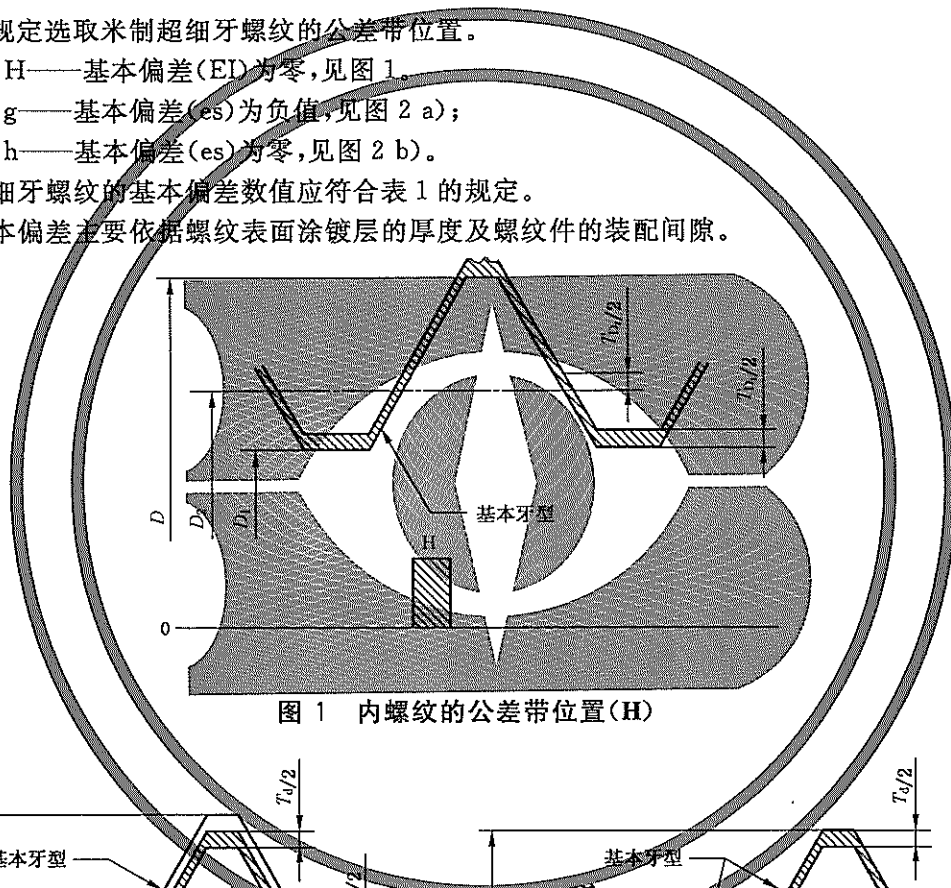 规定选取米制超细牙螺纹的公差带位置。
H——基本偏差(EI)为零,见图 1。
g——基本偏差(es)为负值,见图 2 a);
h——基本偏差(es)为零,见图 2 b)。
细牙螺纹的基本偏差数值应符合表 1 的规定。
本偏差主要依据螺纹表面涂镀层的厚度及螺纹件的装配间隙。
T_{D_2}/2
T_{D_1}/2
D
D_2
D_1
基本牙型
H
0
图 1 内螺纹的公差带位置(H)
T_d/2
T_d/2
基本牙型
基本牙型
/2